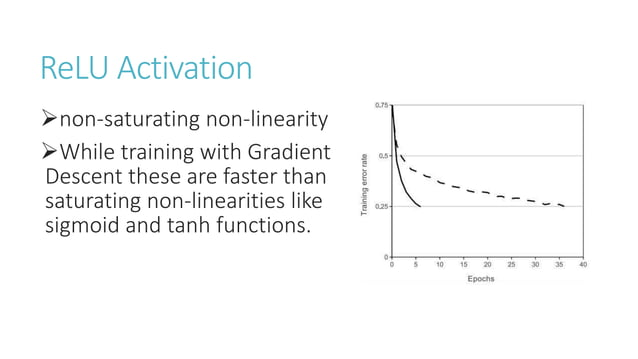 ReLU Activation
➢non-saturating non-linearity
➢While training with Gradient
Descent these are faster than
saturating non-linearities like
sigmoid and tanh functions.
0.75
0.5
0.25
0
Training error rate
0 5 10 15 20 25 30 35 40
Epochs